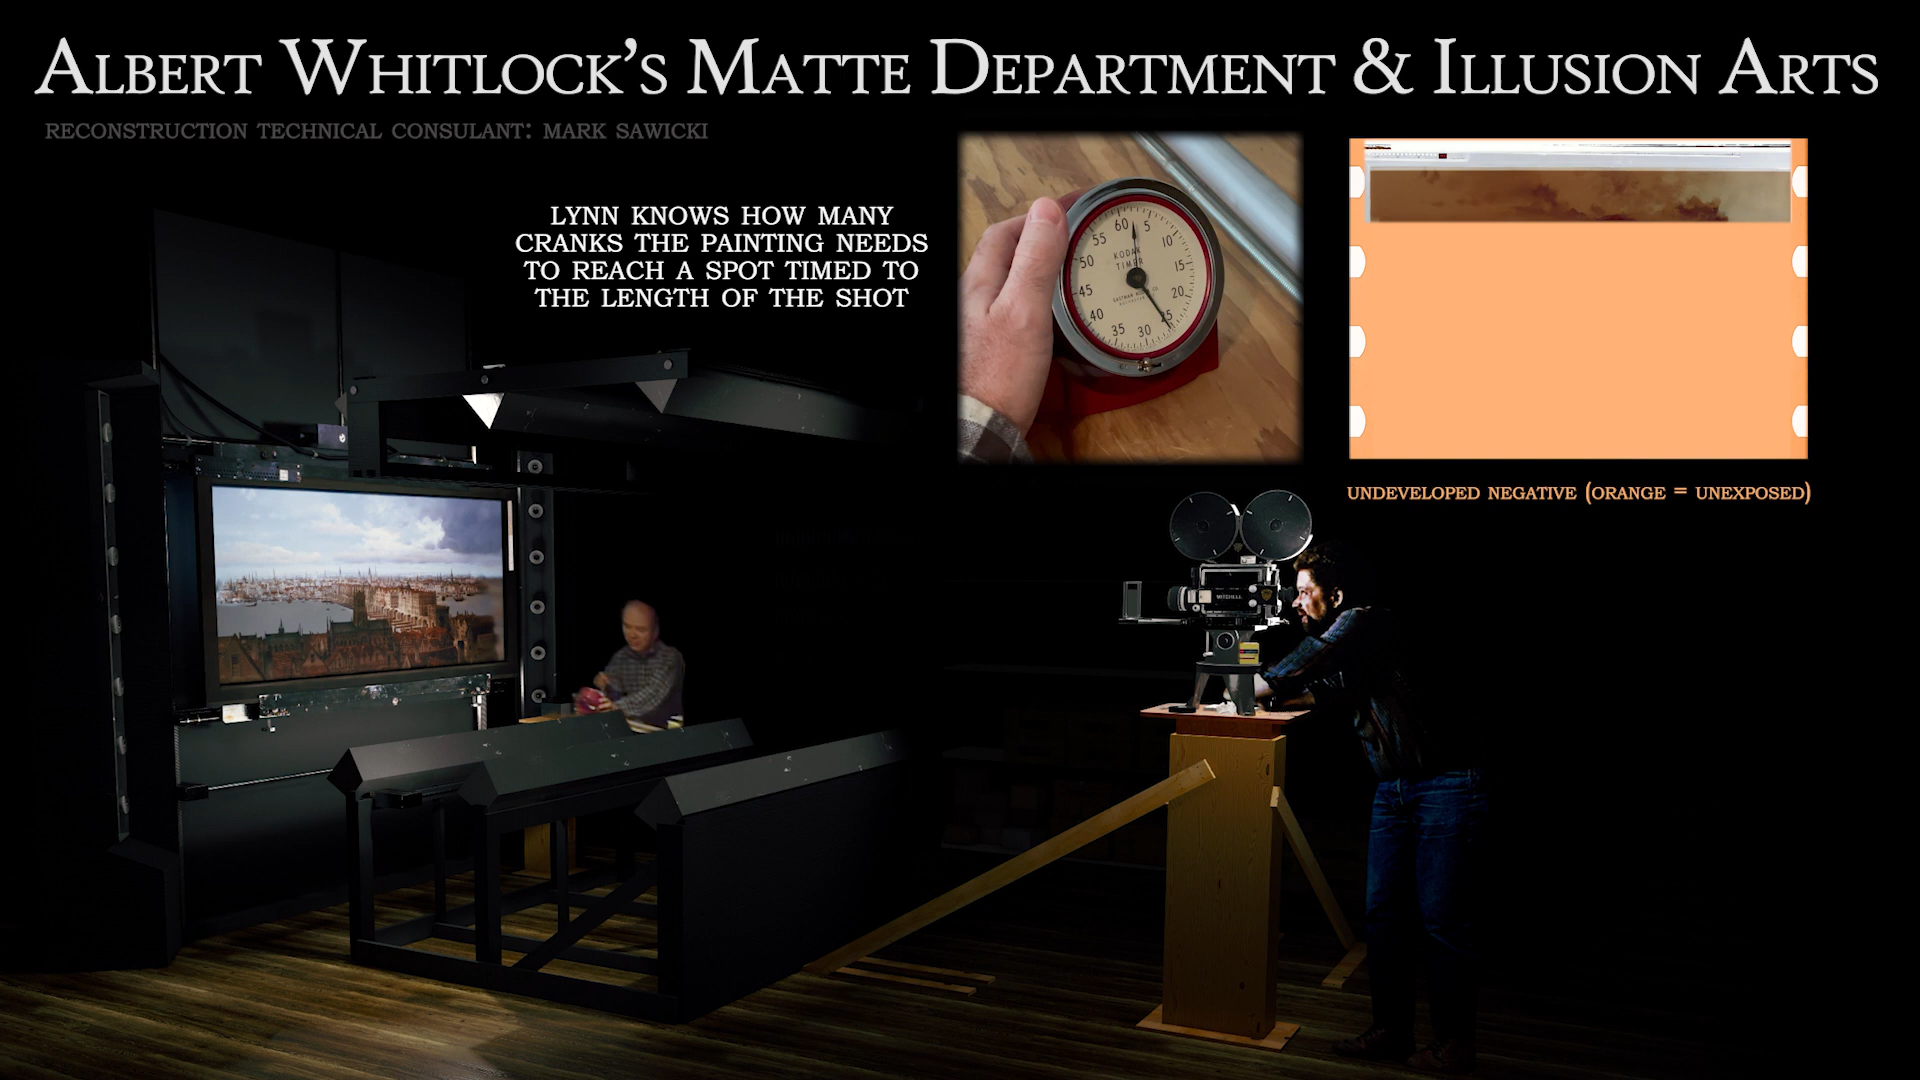 ALBERT WHITLOCK'S MATTE DEPARTMENT & ILLUSION ARTS
RECONSTRUCTION TECHNICAL CONSULANT: MARK SAWICKI
LYNN KNOWS HOW MANY
CRANKS THE PAINTING NEEDS
TO REACH A SPOT TIMED TO
THE LENGTH OF THE SHOT
60
5
10
15
20
25
30
35
40
45
50
55
KODAK
TIMER
UNDEVELOPED NEGATIVE (ORANGE = UNEXPOSED)
MITCHELL